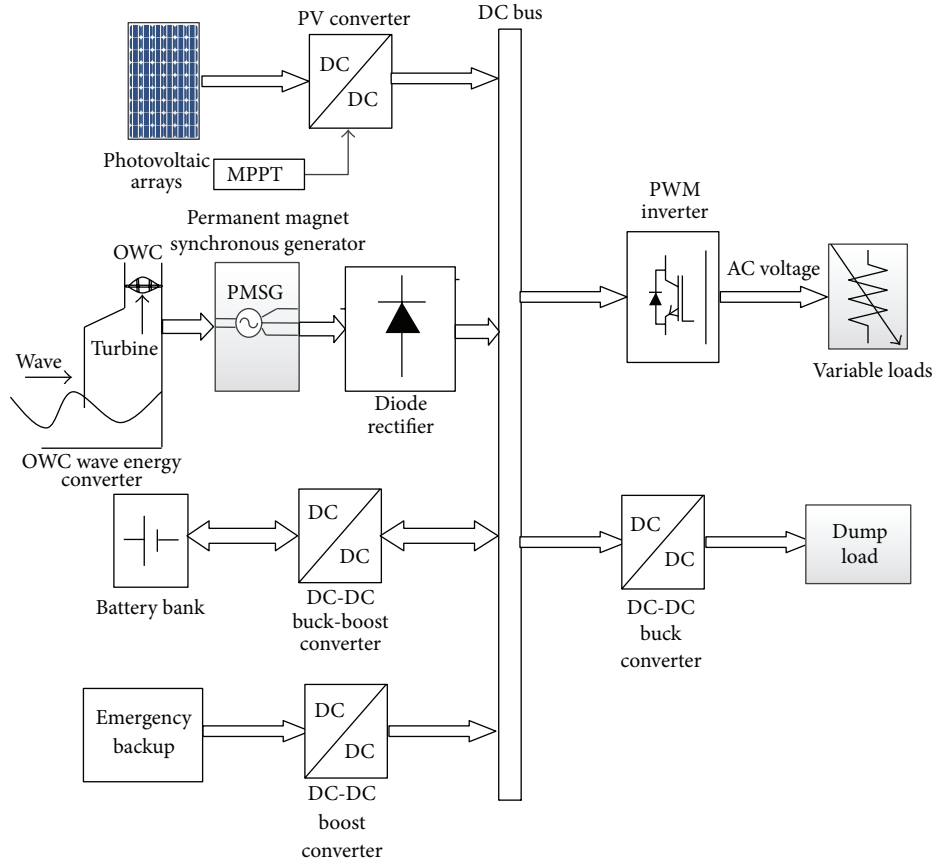 DC bus
PV converter
DC
DC
Photovoltaic
arrays
MPPT
Permanent magnet
synchronous generator
OWC
PMSG
Turbine
Wave
Diode
rectifier
OWC wave energy
converter
PWM
inverter
AC voltage
Variable loads
DC
DC
Battery bank
DC-DC
buck-boost
converter
DC
DC
DC-DC
buck
converter
Dump
load
Emergency
backup
DC
DC
DC-DC
boost
converter